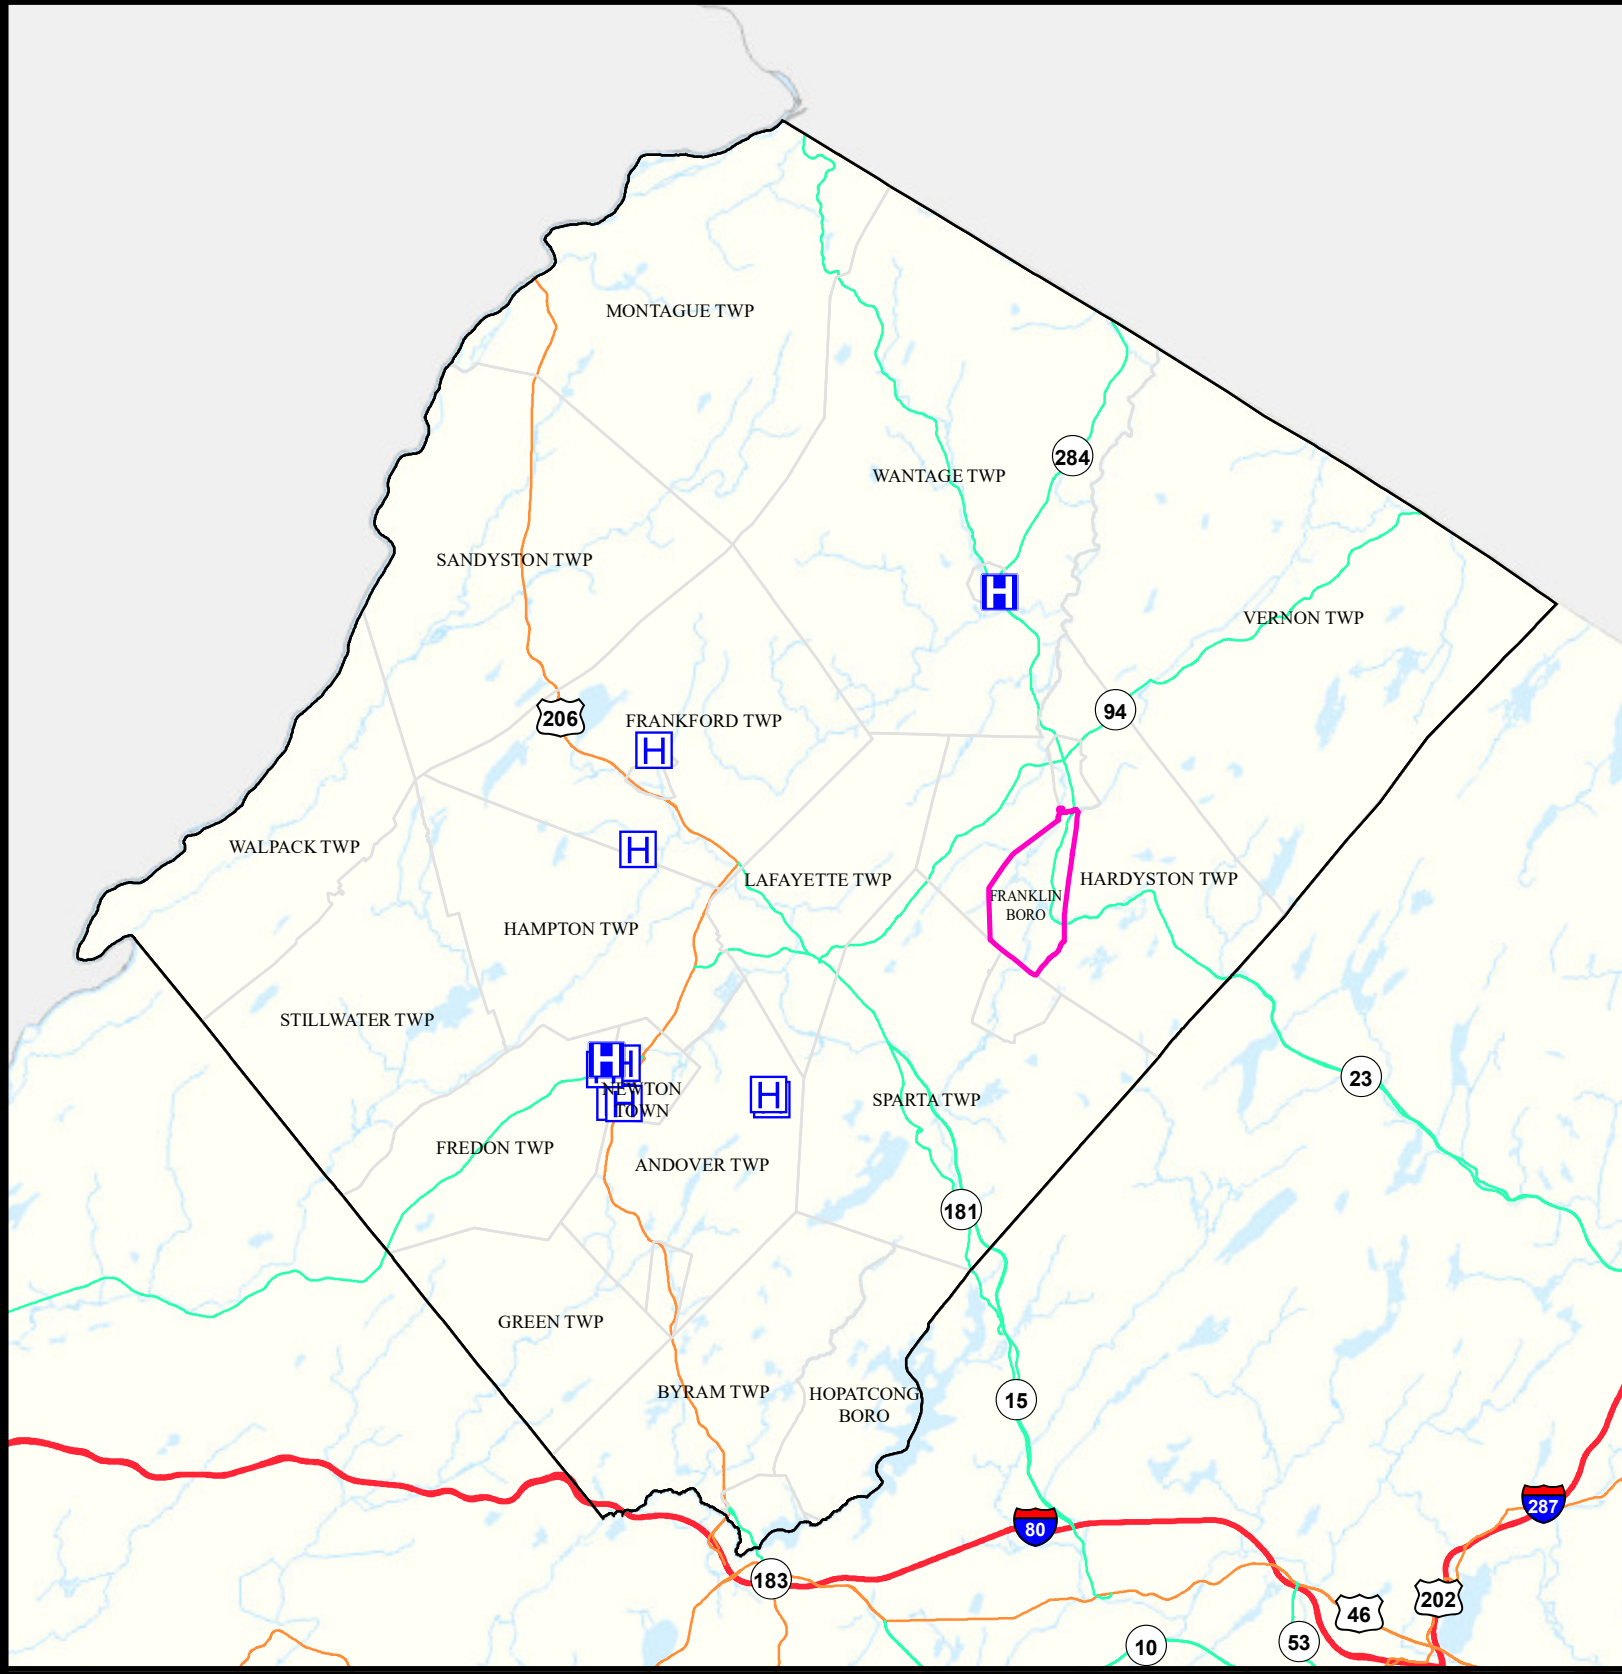 MONTAGUE TWP
284
WANTAGE TWP
SANDYSTON TWP
H
VERNON TWP
94
206
FRANKFORD TWP
H
H
WALPACK TWP
LAFAYETTE TWP
HARDYSTON TWP
FRANKLIN
BORO
HAMPTON TWP
STILLWATER TWP
H
H
23
NEWTON
TOWN
H
H
SPARTA TWP
FREDON TWP
ANDOVER TWP
181
GREEN TWP
BYRAM TWP
HOPATCONG
BORO
15
287
80
183
202
46
10
53